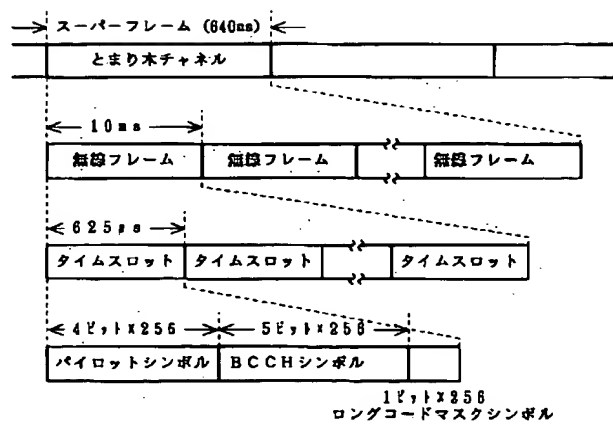 スーパーフレーム (640ms)
とまり木チャネル
10ms
無線フレーム 無線フレーム 無線フレーム
625μs
タイムスロット タイムスロット タイムスロット
4ビット×256 5ビット×256
パイロットシンボル BCCHシンボル
1ビット×256
ロングコードマスクシンボル